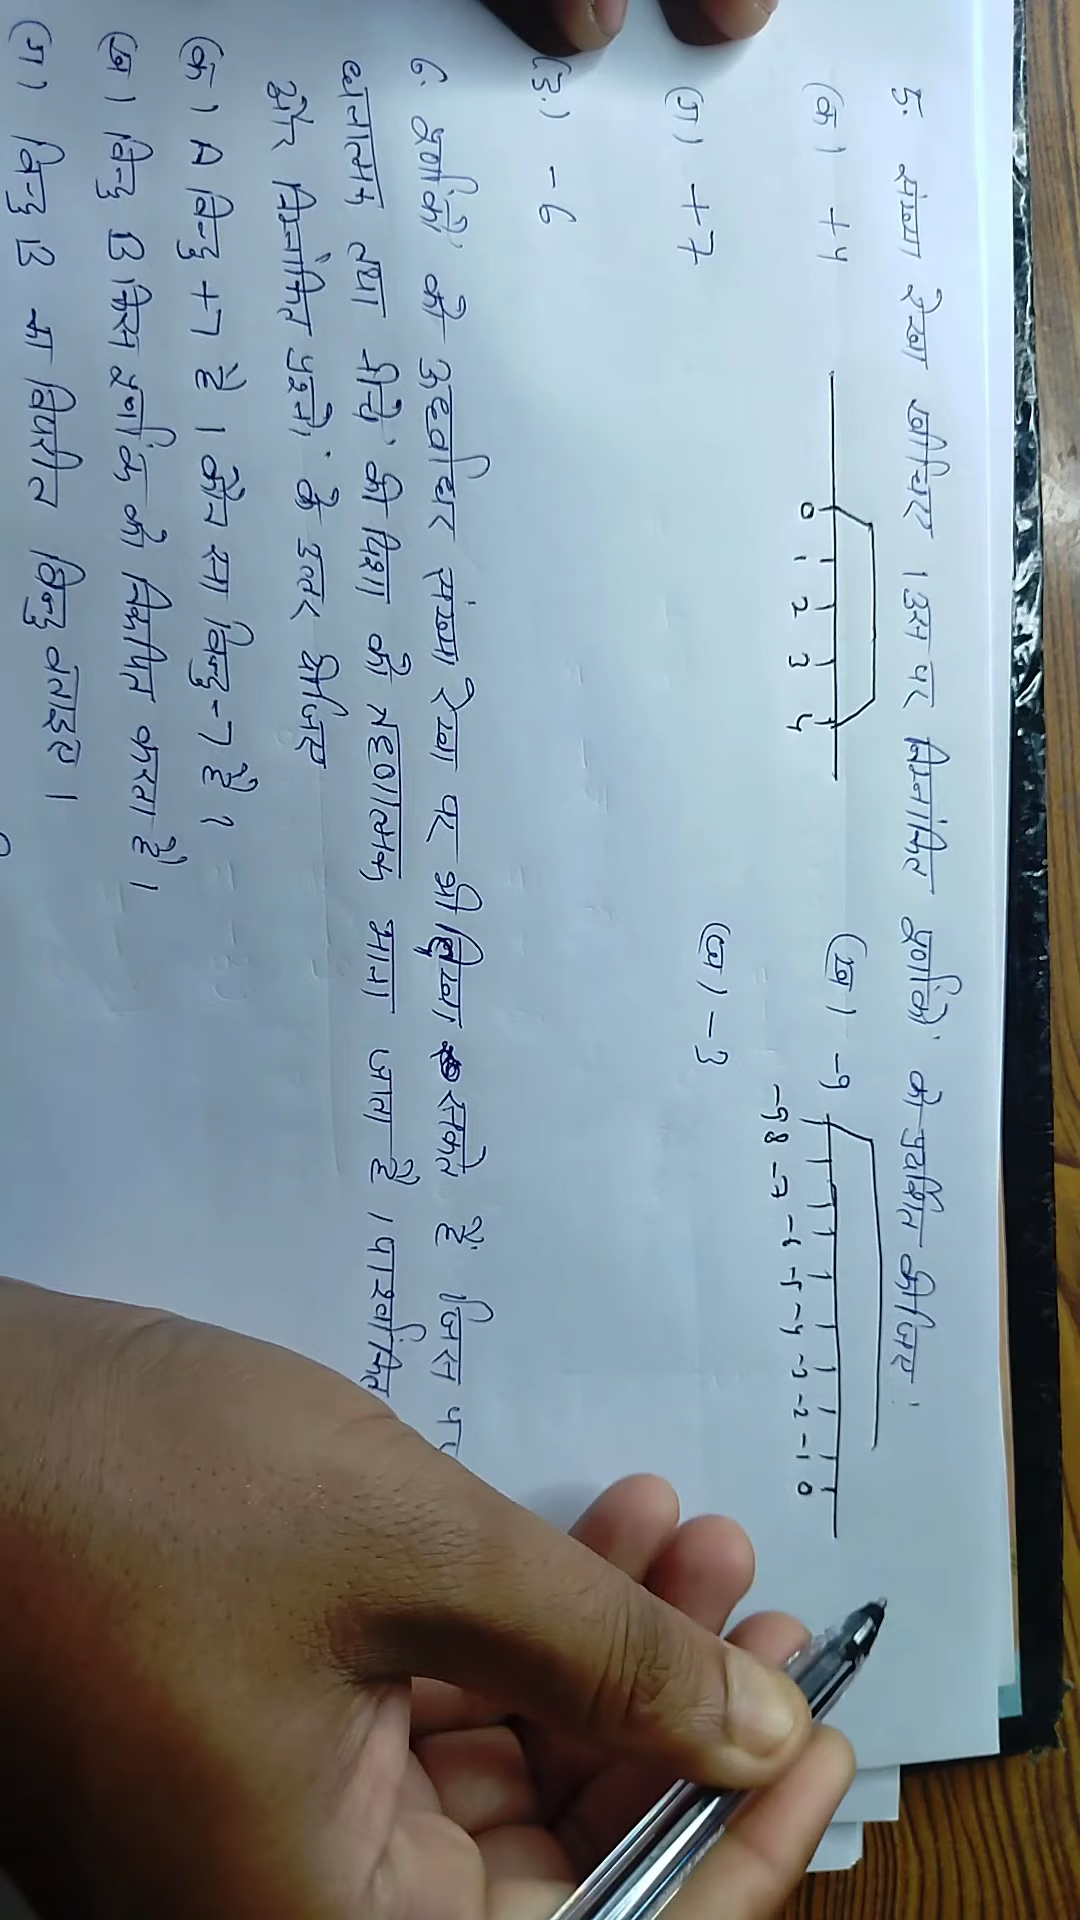 5. संख्या रेखा खींचिए । उस पर निम्नांकित पूर्णांकों को प्रदर्शित कीजिए :
(क) +4 (ख) -9
0 1 2 3 4
-9 8 -7 -6 -5 -4 -3 -2 -1 0
(ग) +7 (घ) -3
(ड.) -6
6. पूर्णांकों को ऊर्ध्वाधर संख्या रेखा पर भी सकते हैं जिस पर
धनात्मक तथा नीचे की दिशा को ऋणात्मक माना जाता है । पार्श्वांकित
और निम्नांकित प्रश्नों के उत्तर दीजिए
(क) A बिन्दु +7 है । कौन सा बिन्दु -7 है ?
(ख) बिन्दु B किस पूर्णांक को निरूपित करता है ।
(ग) बिन्दु B का विपरीत बिन्दु बताइए ।